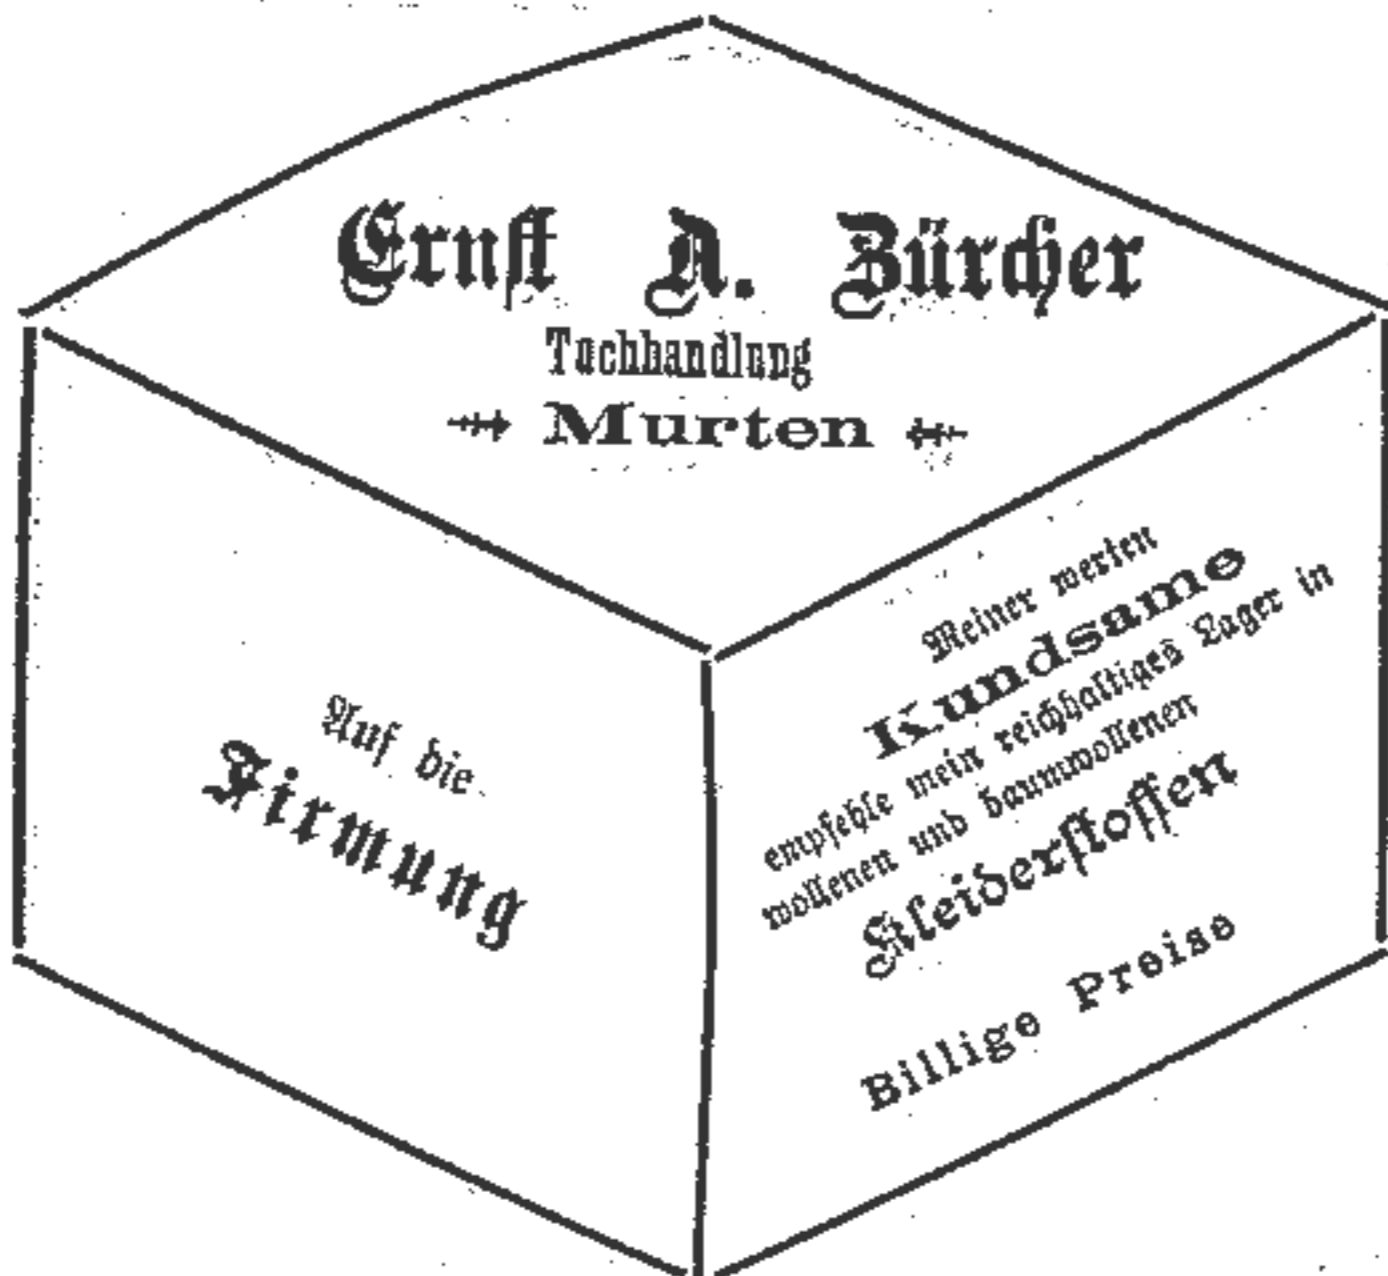 Ernst A. Zürcher
Tuchhandlung
Murten
Auf die
Firmung
Meiner werten
Kundsame
empfehle mein reichhaltiges Lager in
wollenen und baumwollenen
Kleiderstoffen
Billige Preise